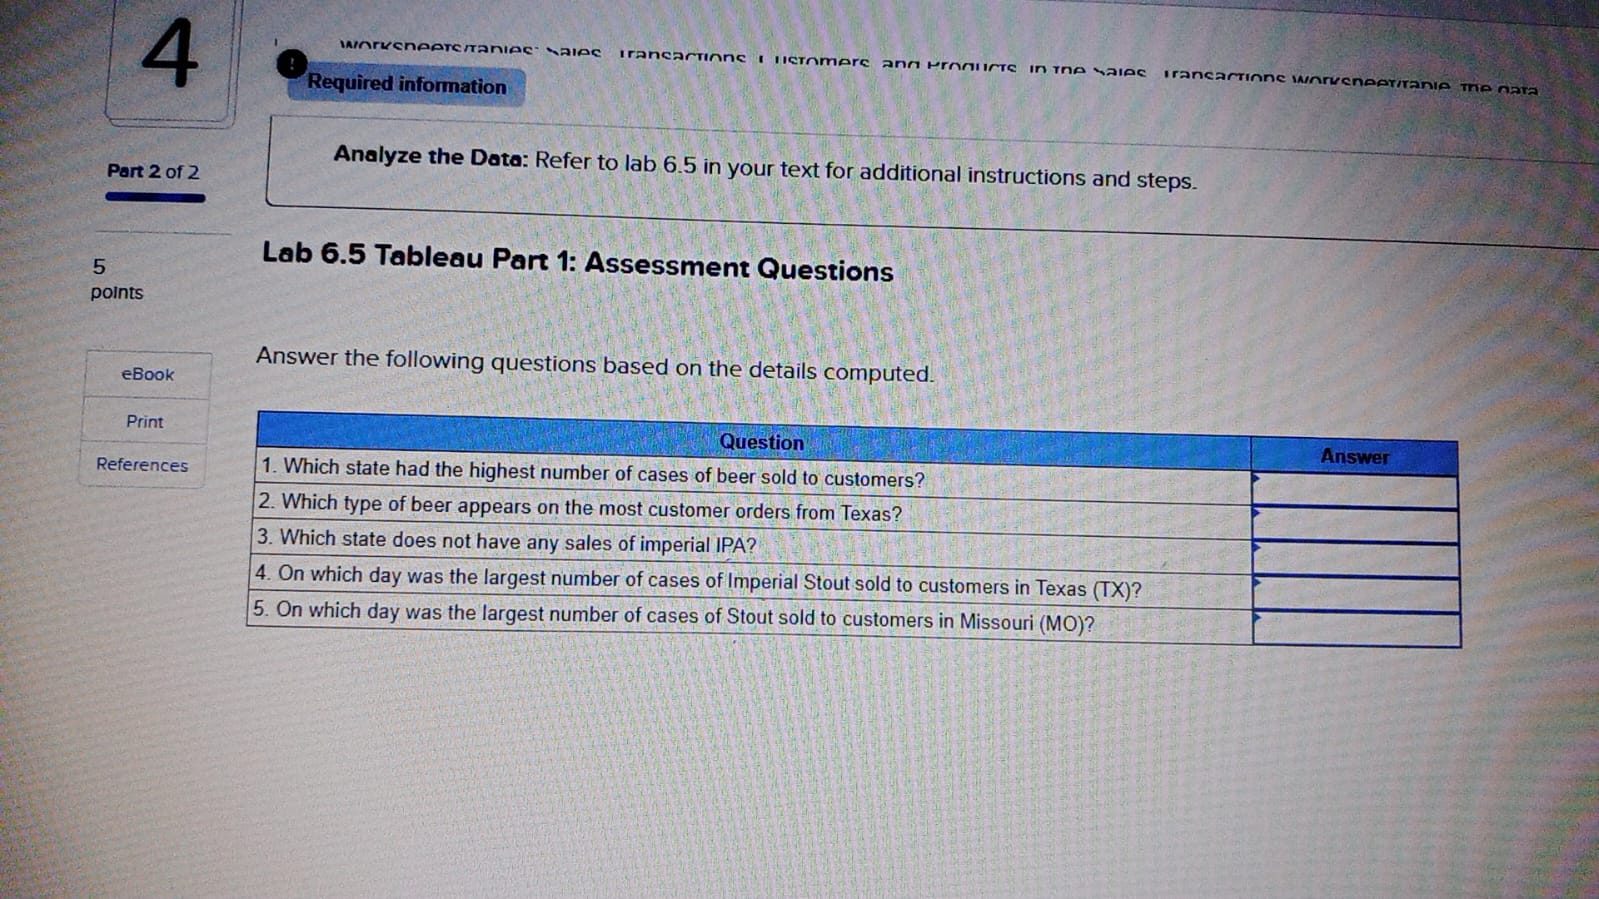 4
Worksheets/Tables: Sales_Transactions, Customers, and Products. In the Sales_Transactions worksheet/table, the data
!
Required information
Analyze the Data: Refer to lab 6.5 in your text for additional instructions and steps.
Part 2 of 2
Lab 6.5 Tableau Part 1: Assessment Questions
5
points
Answer the following questions based on the details computed.
eBook
Print
References
Question
Answer
1. Which state had the highest number of cases of beer sold to customers?
2. Which type of beer appears on the most customer orders from Texas?
3. Which state does not have any sales of imperial IPA?
4. On which day was the largest number of cases of Imperial Stout sold to customers in Texas (TX)?
5. On which day was the largest number of cases of Stout sold to customers in Missouri (MO)?